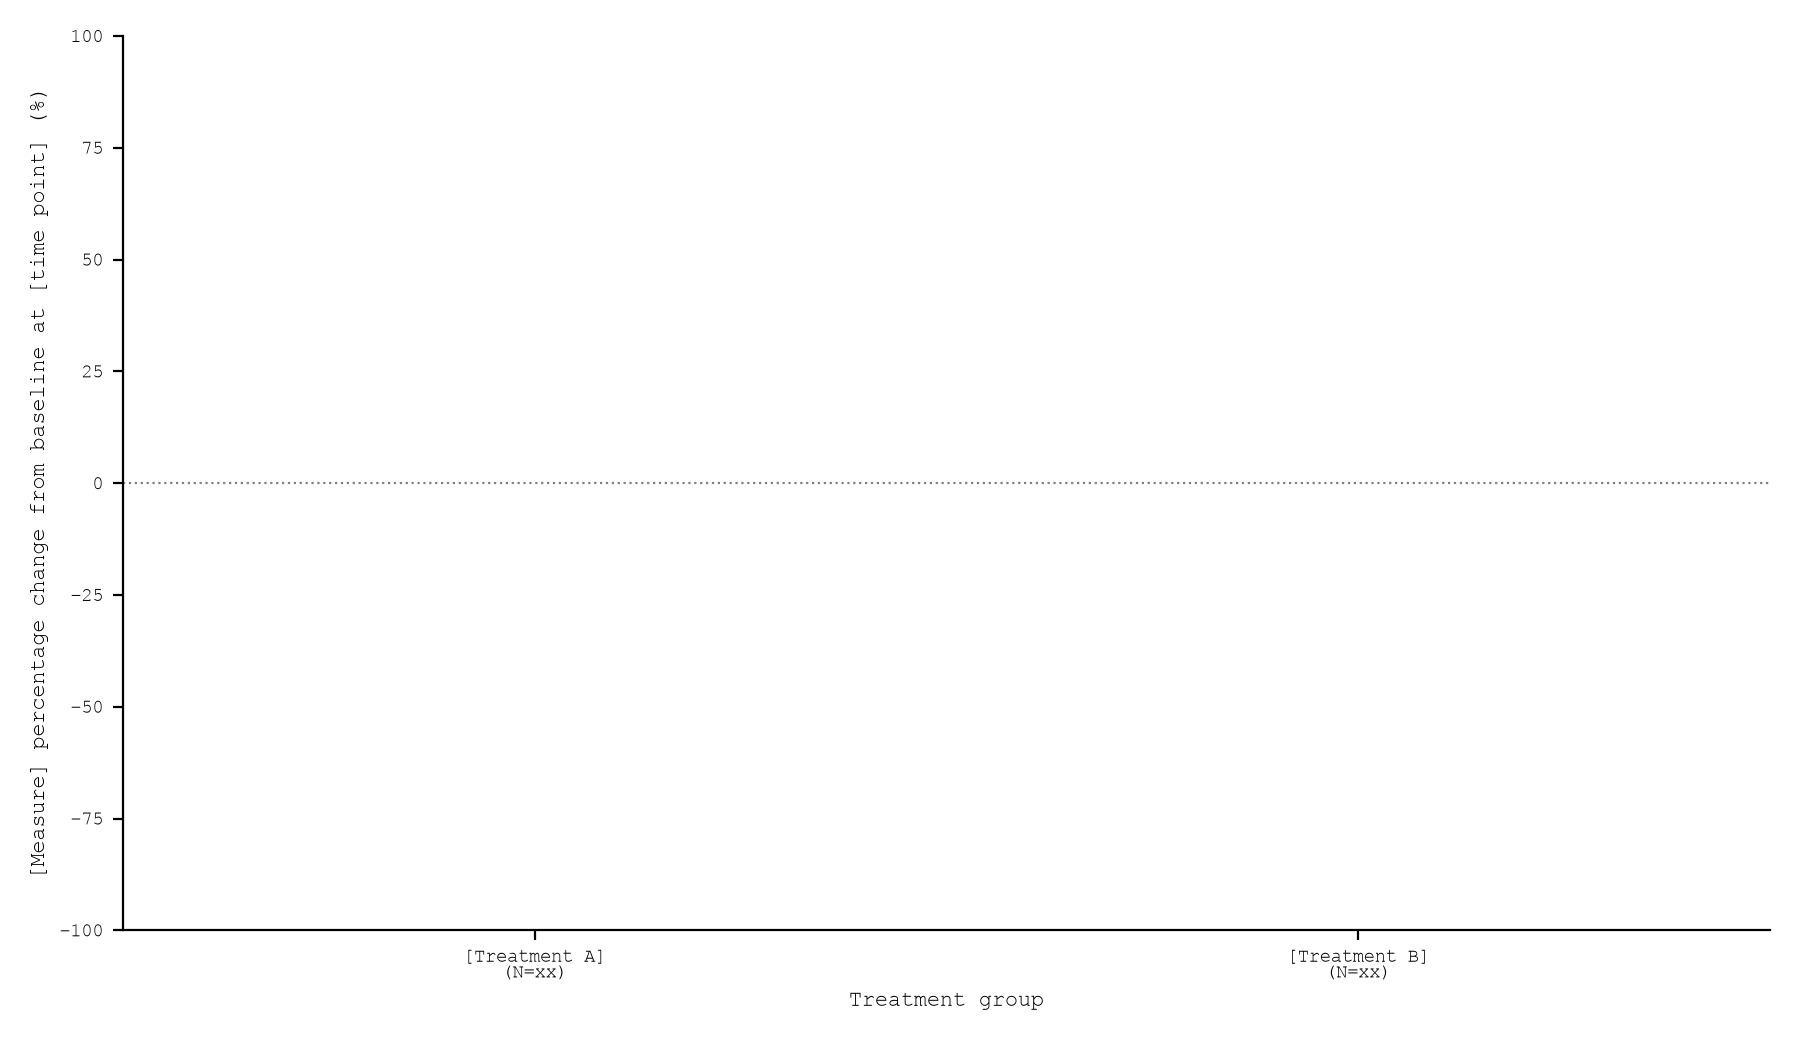 [Measure] percentage change from baseline at [time point] (%)
100
75
50
25
0
-25
-50
-75
-100
[Treatment A]
(N=xx)
[Treatment B]
(N=xx)
Treatment group